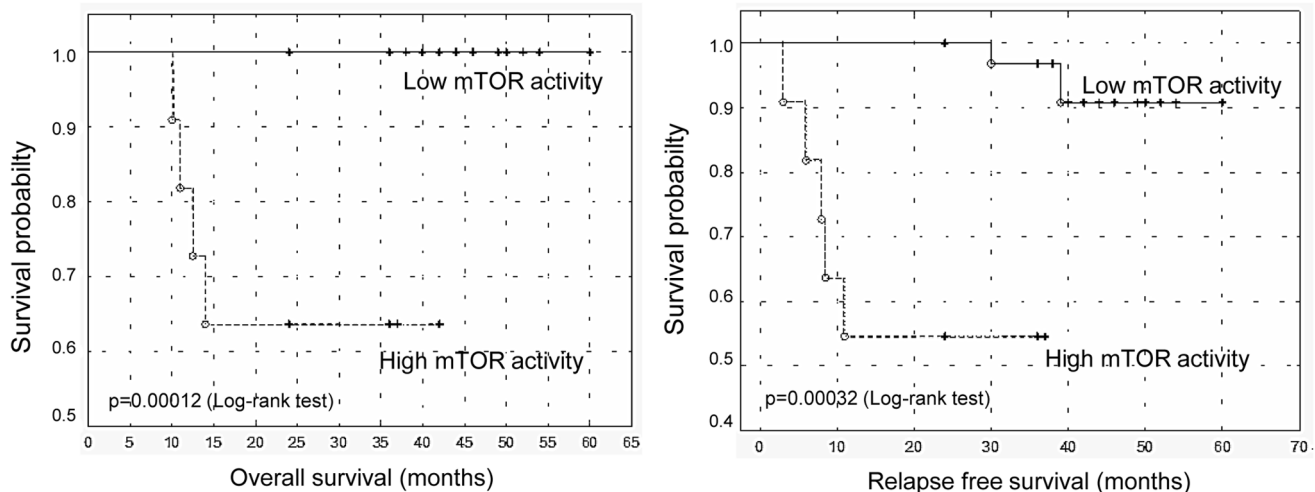 1.0
0.9
0.8
0.7
0.6
0.5
Survival probabilty
Low mTOR activity
High mTOR activity
p=0.00012 (Log-rank test)
0 5 10 15 20 25 30 35 40 45 50 55 60 65
Overall survival (months)
1.0
0.9
0.8
0.7
0.6
0.5
0.4
Survival probabilty
Low mTOR activity
High mTOR activity
p=0.00032 (Log-rank test)
0 10 20 30 40 50 60 70
Relapse free survival (months)